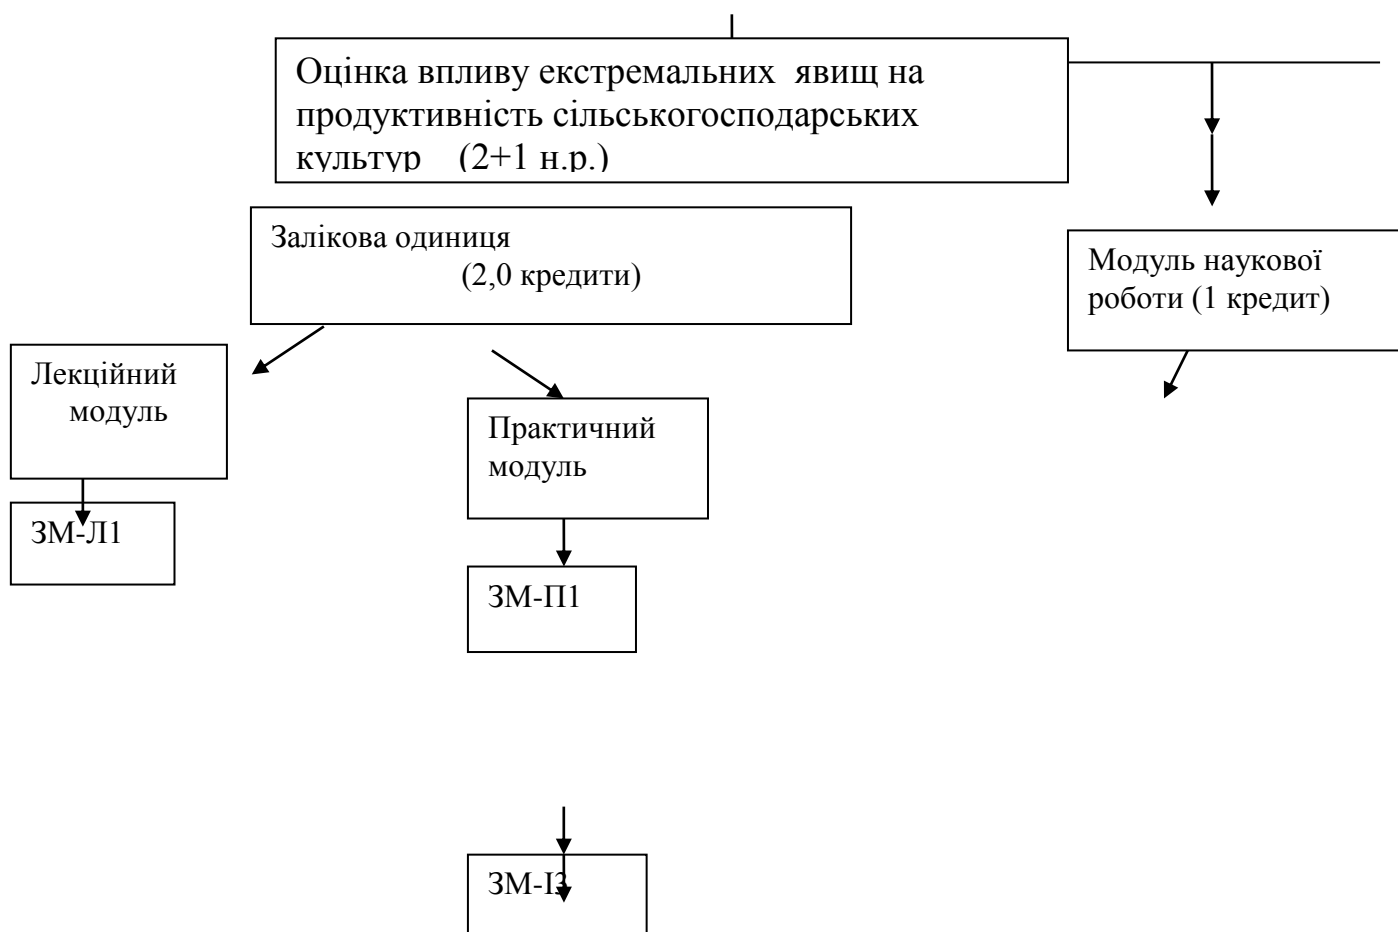 Оцінка впливу екстремальних явищ на
продуктивність сільськогосподарських
культур (2+1 н.р.)
Залікова одиниця
(2,0 кредити)
Модуль наукової
роботи (1 кредит)
Лекційний
модуль
Практичний
модуль
ЗМ-Л1
ЗМ-П1
ЗМ-ІЗ